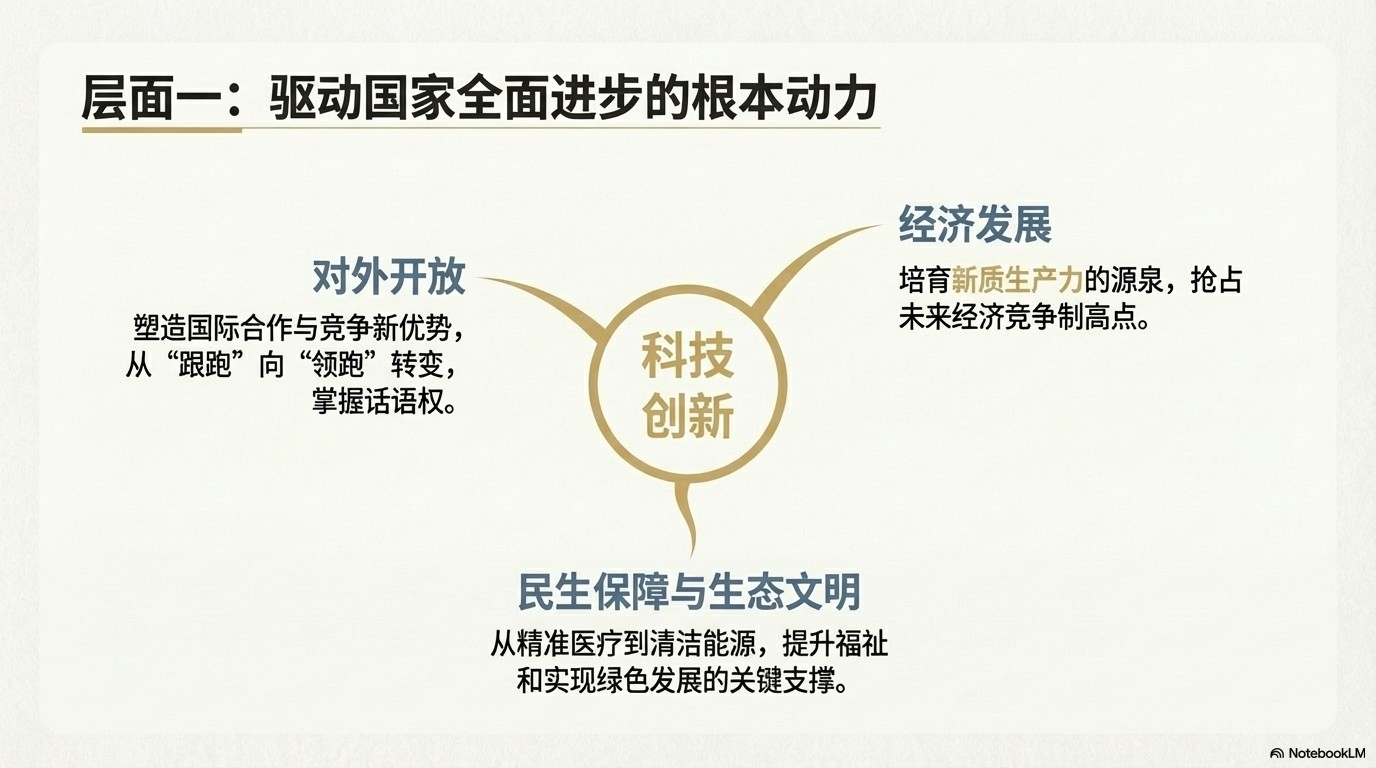 层面一：驱动国家全面进步的根本动力
对外开放
塑造国际合作与竞争新优势，
从“跟跑”向“领跑”转变，
掌握话语权。
科技
创新
经济发展
培育新质生产力的源泉，抢占
未来经济竞争制高点。
民生保障与生态文明
从精准医疗到清洁能源，提升福祉
和实现绿色发展的关键支撑。
NotebookLM